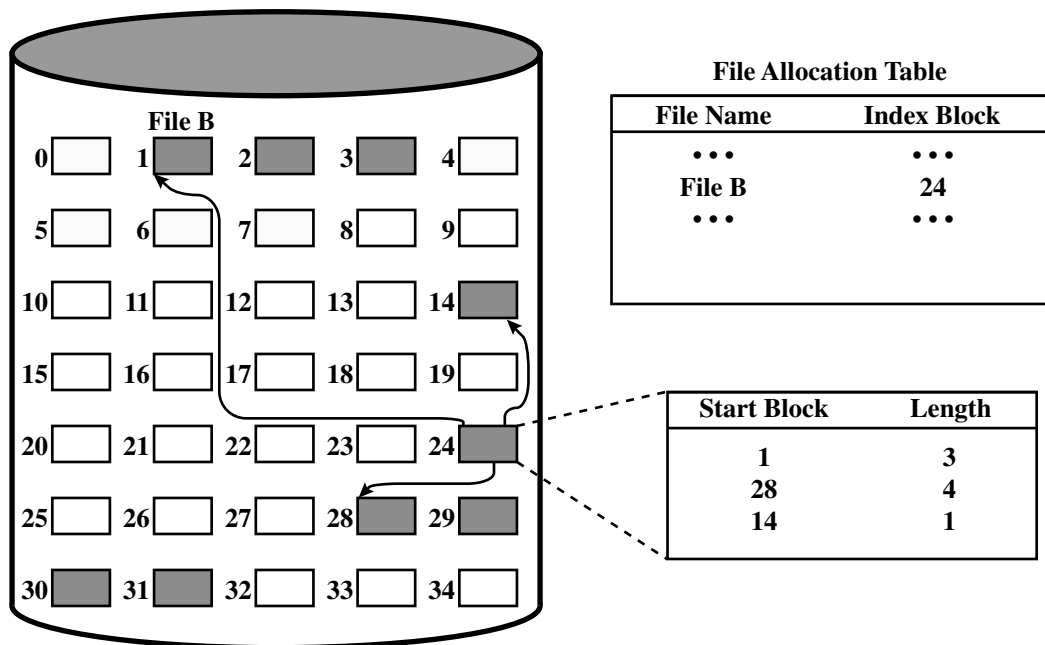 File B
0 1 2 3 4
5 6 7 8 9
10 11 12 13 14
15 16 17 18 19
20 21 22 23 24
25 26 27 28 29
30 31 32 33 34
File Allocation Table
File Name Index Block
••• •••
File B 24
••• •••
Start Block Length
1 3
28 4
14 1